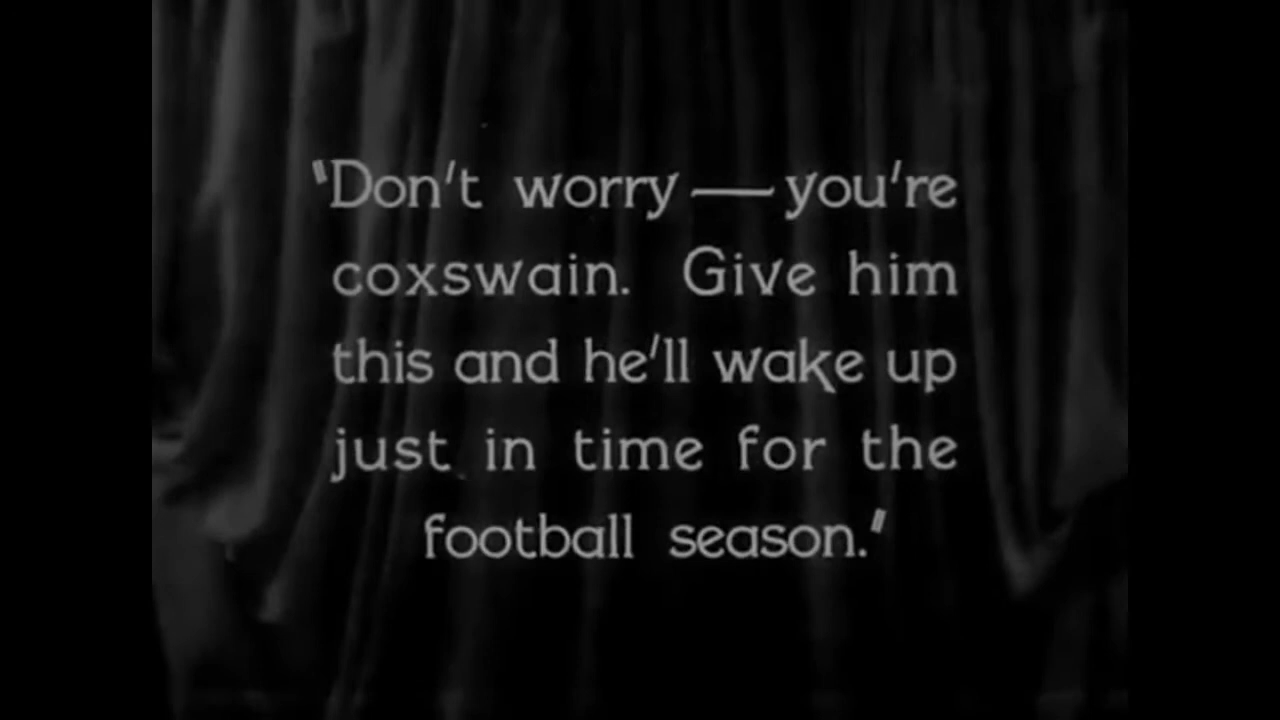 "Don't worry — you're
coxswain. Give him
this and he'll wake up
just in time for the
football season."